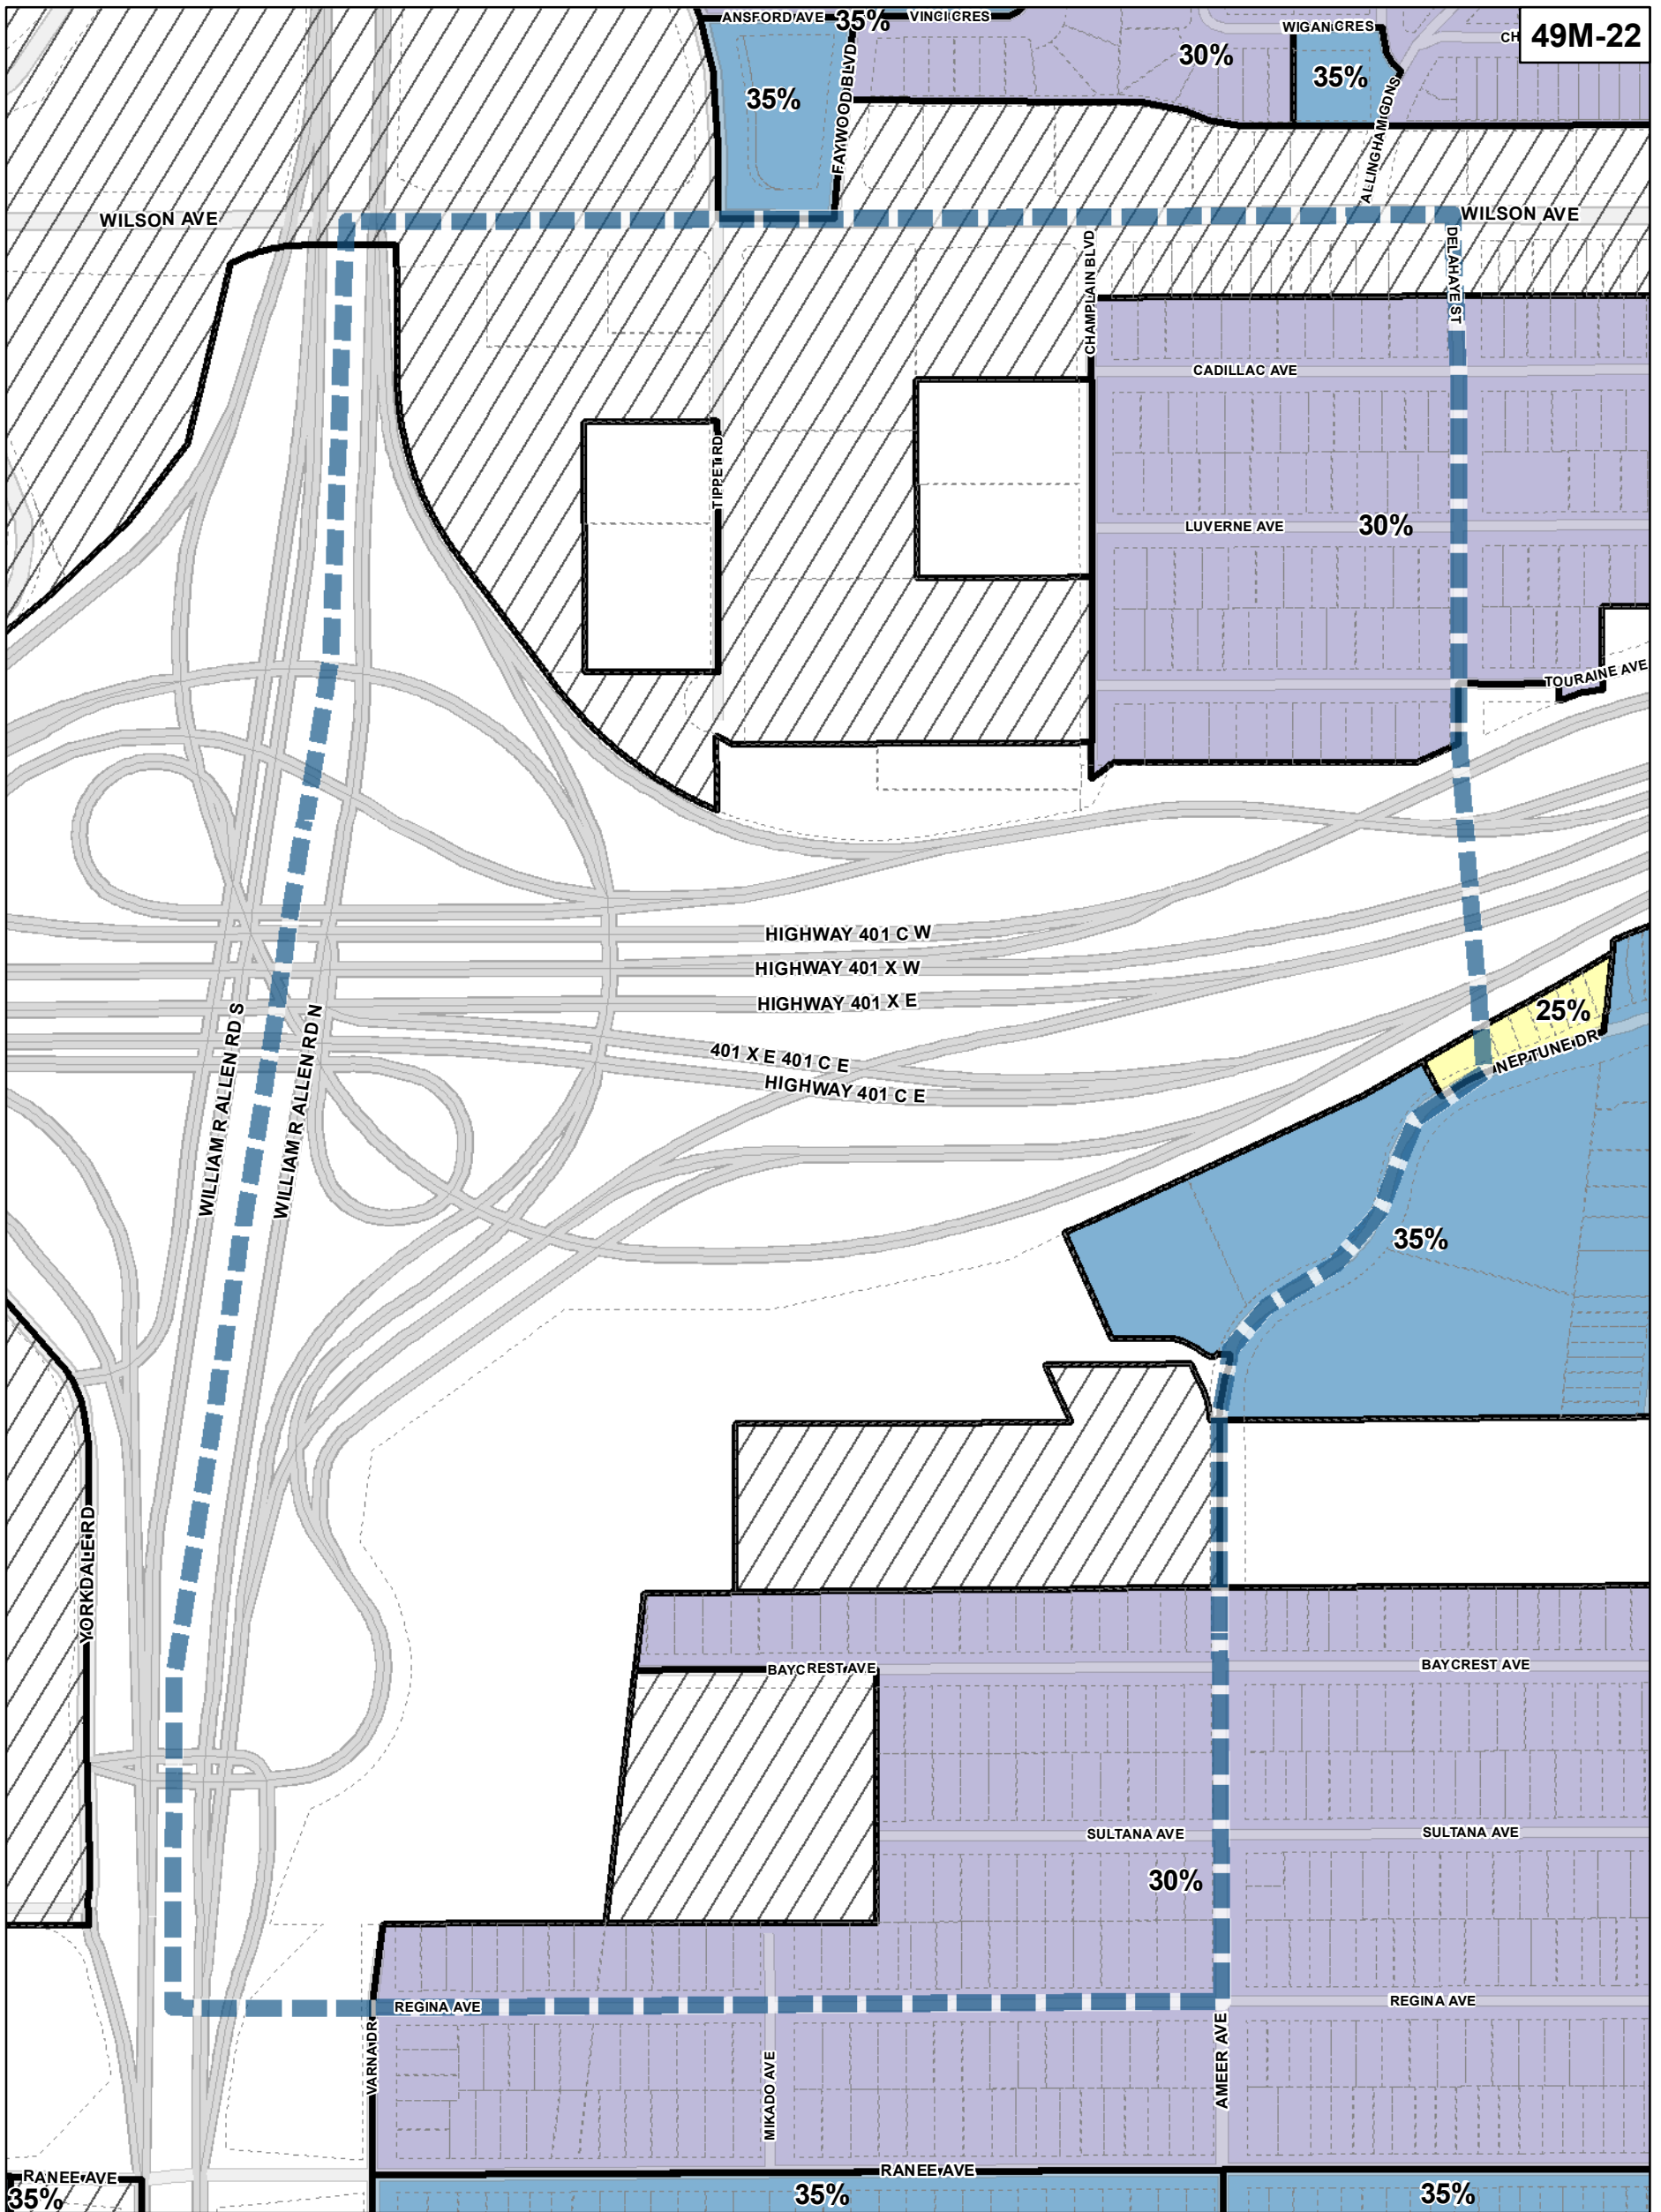 ANSFORD AVE
35%
VINCI CRES
WIGAN CRES
CH
49M-22
30%
35%
35%
FAYWOOD BLVD
ALLINGHAM GDNS
WILSON AVE
WILSON AVE
CHAMPLAIN BLVD
DELAHAYE ST
CADILLAC AVE
TIPPET RD
LUVERNE AVE
30%
TOURAINE AVE
HIGHWAY 401 C W
HIGHWAY 401 X W
HIGHWAY 401 X E
25%
WILLIAM R ALLEN RD S
WILLIAM R ALLEN RD N
401 X E 401 C E
NEPTUNE DR
HIGHWAY 401 C E
35%
YORKDALE RD
BAYCREST AVE
BAYCREST AVE
SULTANA AVE
SULTANA AVE
30%
REGINA AVE
REGINA AVE
VARNA DR
MIKADO AVE
AMEER AVE
RANEE AVE
RANEE AVE
35%
35%
35%